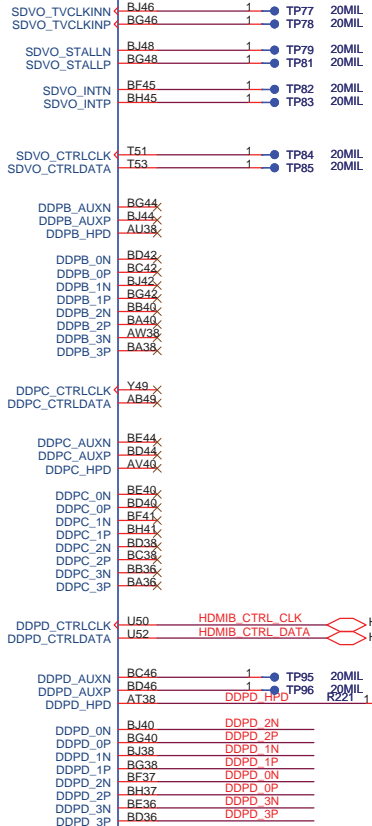 SDVO_TVCLKINN BJ46 1 TP77 20MIL
SDVO_TVCLKINP BG46 1 TP78 20MIL
SDVO_STALLN BJ48 1 TP79 20MIL
SDVO_STALLP BG48 1 TP81 20MIL
SDVO_INTN BF45 1 TP82 20MIL
SDVO_INTP BH45 1 TP83 20MIL
SDVO_CTRLCLK T51 1 TP84 20MIL
SDVO_CTRLDATA T53 1 TP85 20MIL
DDPB_AUXN BG44
DDPB_AUXP BJ44
DDPB_HPD AU38
DDPB_0N BD42
DDPB_0P BC42
DDPB_1N BJ42
DDPB_1P BG42
DDPB_2N BB40
DDPB_2P BA40
DDPB_3N AW38
DDPB_3P BA38
DDPC_CTRLCLK Y49
DDPC_CTRLDATA AB49
DDPC_AUXN BE44
DDPC_AUXP BD44
DDPC_HPD AV40
DDPC_0N BE40
DDPC_0P BD40
DDPC_1N BF41
DDPC_1P BH41
DDPC_2N BD38
DDPC_2P BC38
DDPC_3N BB36
DDPC_3P BA36
DDPD_CTRLCLK U50 HDMIB_CTRL_CLK H
DDPD_CTRLDATA U52 HDMIB_CTRL_DATA H
DDPD_AUXN BC46 1 TP95 20MIL
DDPD_AUXP BD46 1 TP96 20MIL
DDPD_HPD AT38 DDPD_HPD R221 1
DDPD_0N BJ40 DDPD_2N
DDPD_0P BG40 DDPD_2P
DDPD_1N BJ38 DDPD_1N
DDPD_1P BG38 DDPD_1P
DDPD_2N BF37 DDPD_0N
DDPD_2P BH37 DDPD_0P
DDPD_3N BE36 DDPD_3N
DDPD_3P BD36 DDPD_3P